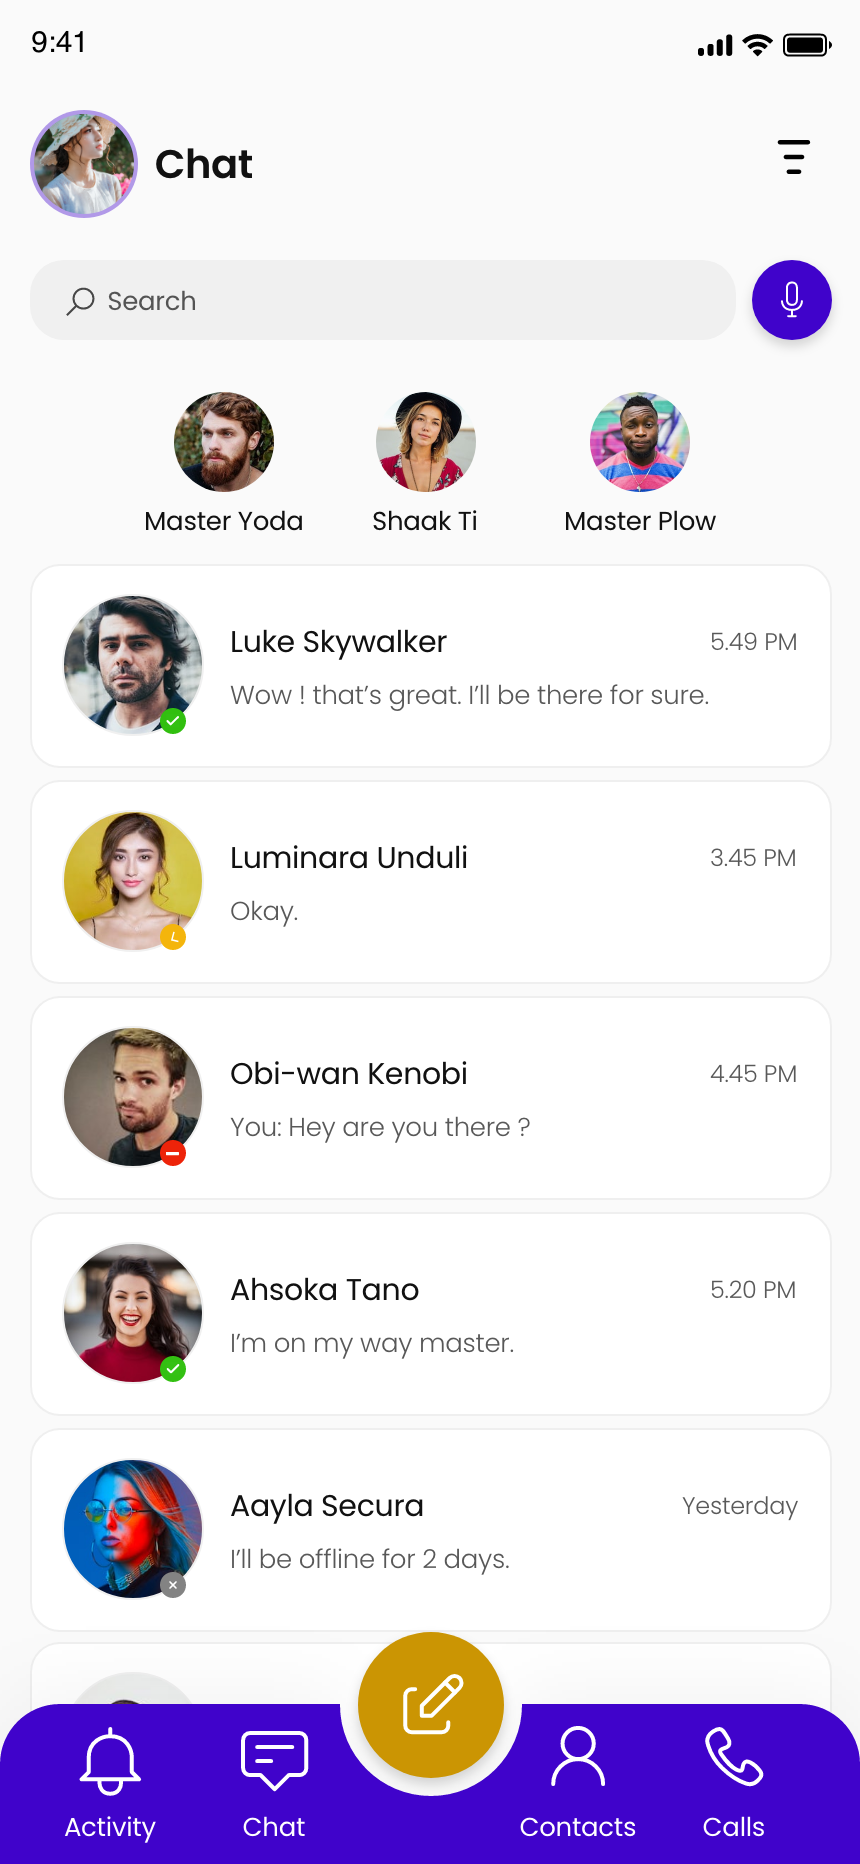 9:41
Chat
Search
Master Yoda
Shaak Ti
Master Plow
Luke Skywalker
5.49 PM
Wow ! that’s great. I’ll be there for sure.
Luminara Unduli
3.45 PM
Okay.
Obi-wan Kenobi
4.45 PM
You: Hey are you there ?
Ahsoka Tano
5.20 PM
I’m on my way master.
Aayla Secura
Yesterday
I’ll be offline for 2 days.
Activity
Chat
Contacts
Calls